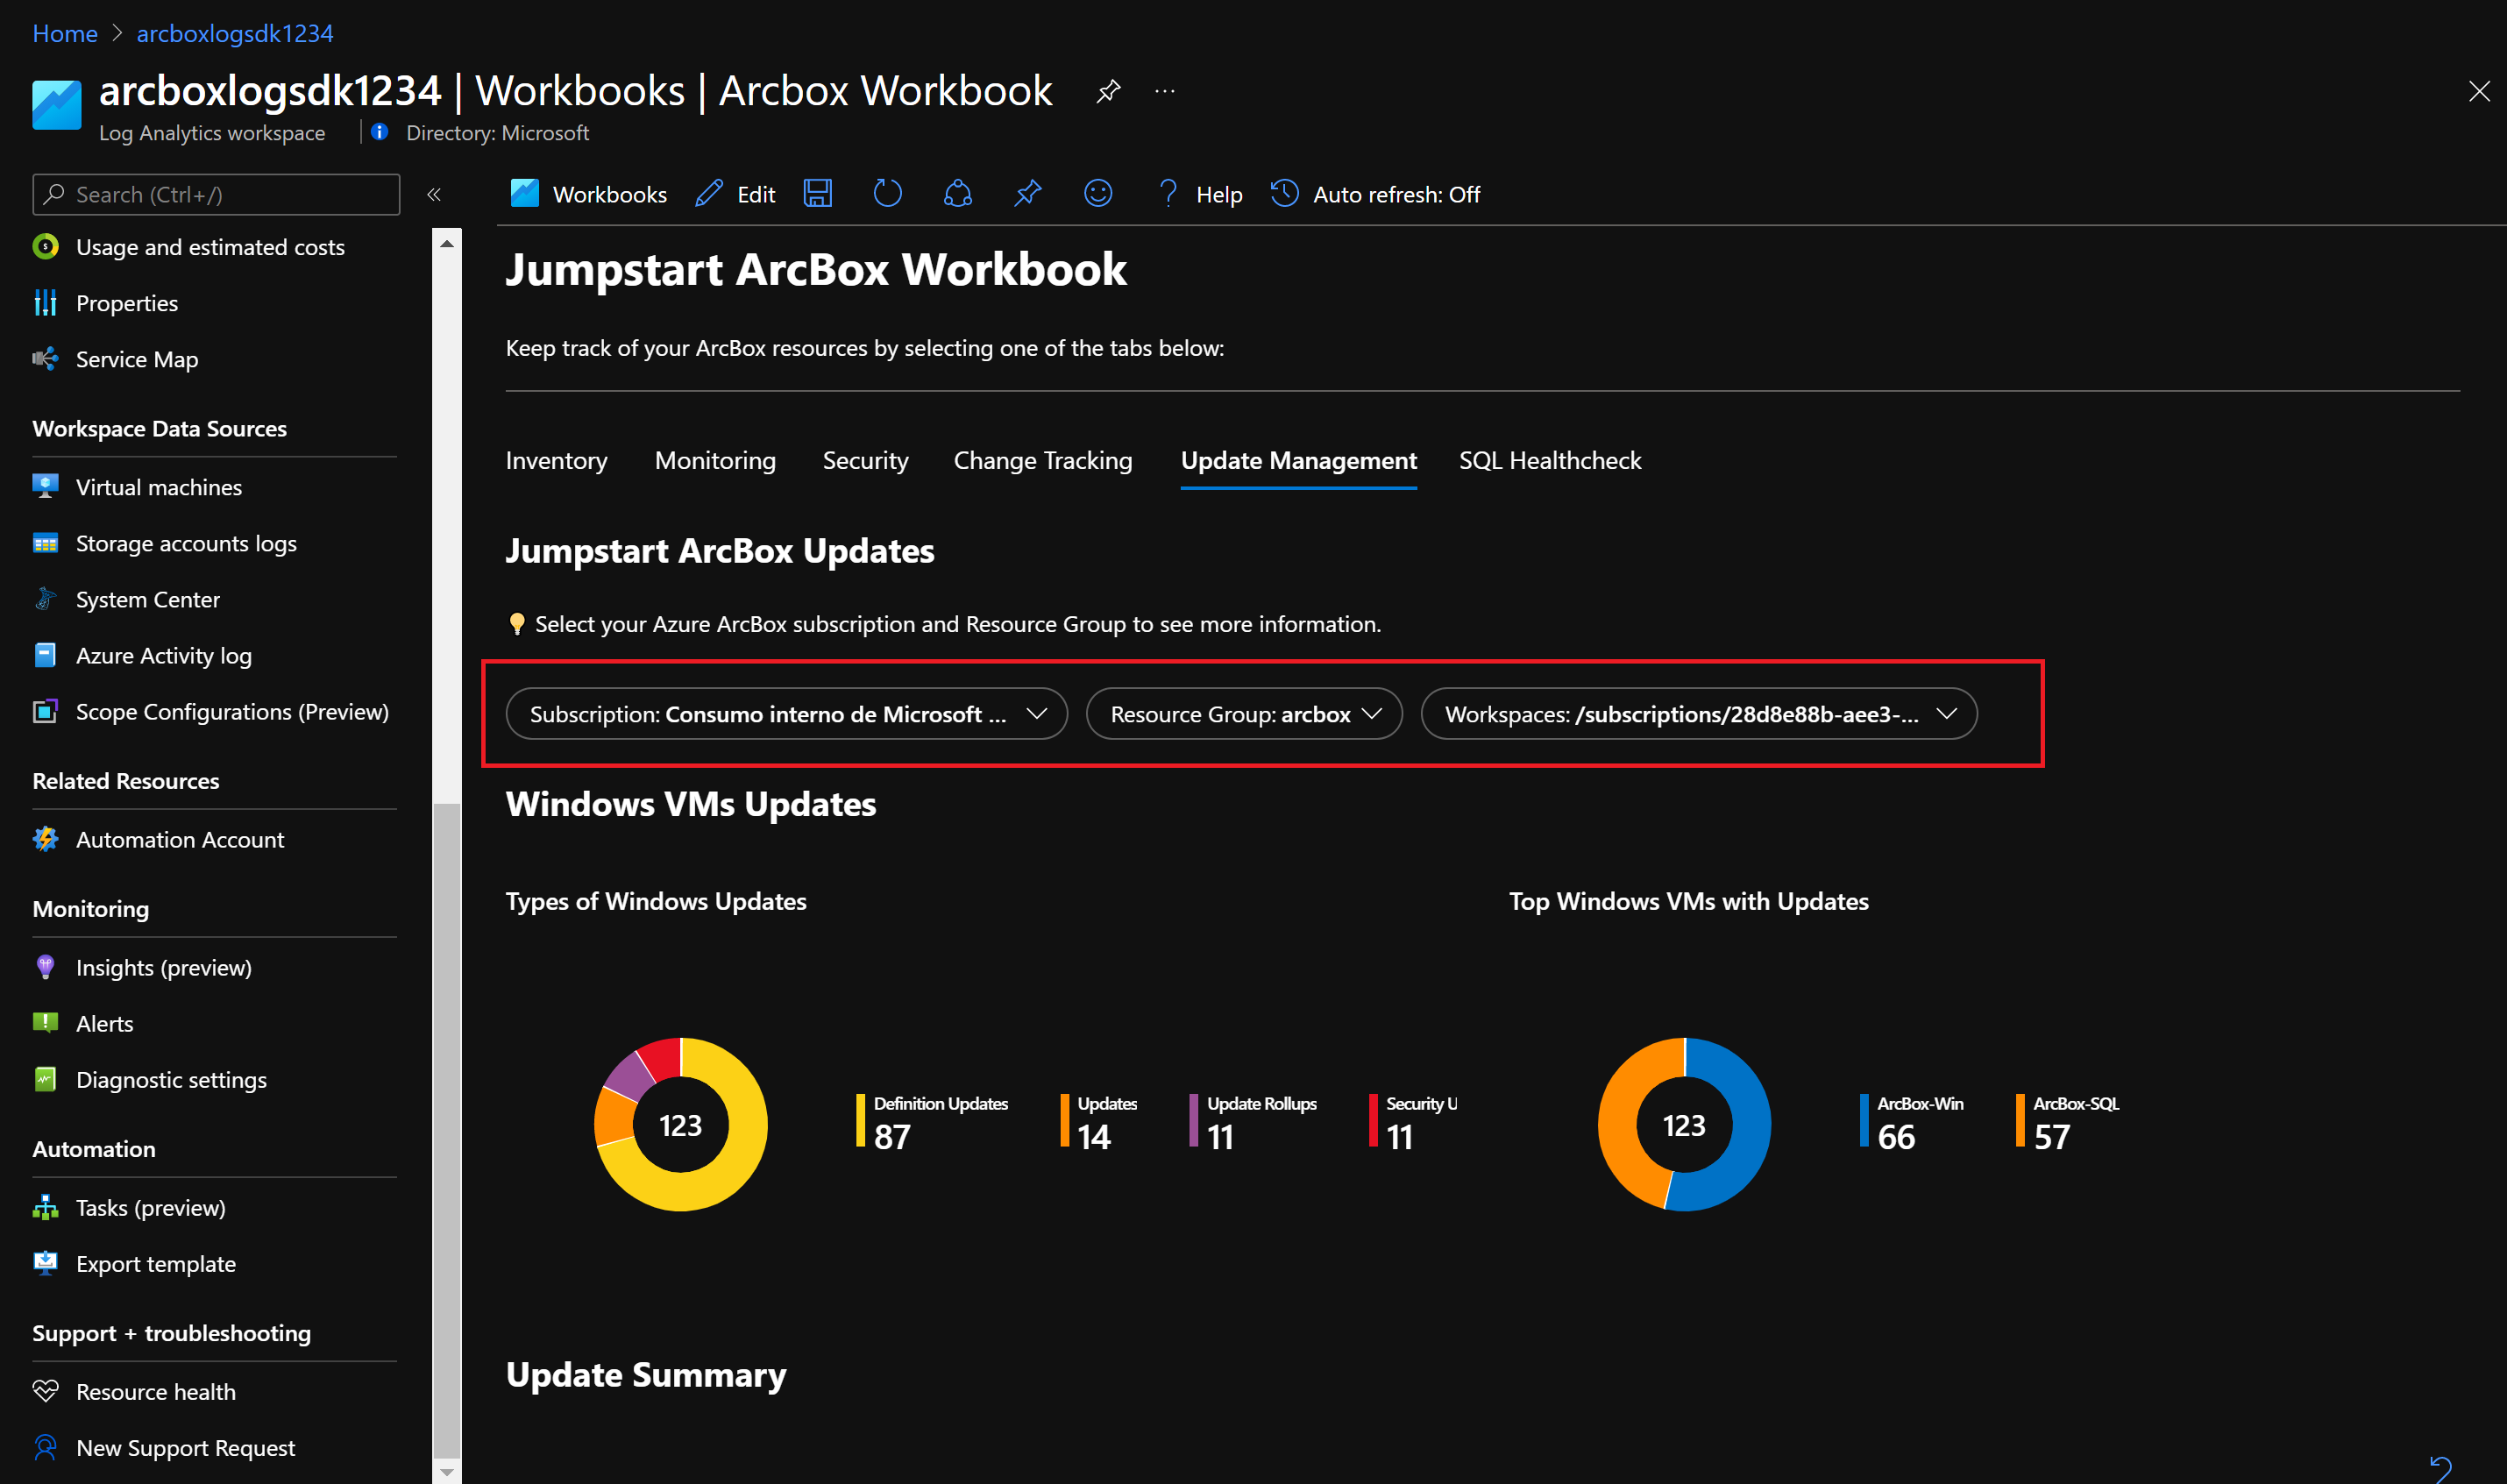 Home > arcboxlogsdk1234
arcboxlogsdk1234 | Workbooks | Arcbox Workbook ...
Log Analytics workspace | Directory: Microsoft
Search (Ctrl+/) «
Usage and estimated costs
Properties
Service Map
Workspace Data Sources
Virtual machines
Storage accounts logs
System Center
Azure Activity log
Scope Configurations (Preview)
Related Resources
Automation Account
Monitoring
Insights (preview)
Alerts
Diagnostic settings
Automation
Tasks (preview)
Export template
Support + troubleshooting
Resource health
New Support Request
Workbooks Edit Help Auto refresh: Off
Jumpstart ArcBox Workbook
Keep track of your ArcBox resources by selecting one of the tabs below:
Inventory Monitoring Security Change Tracking Update Management SQL Healthcheck
Jumpstart ArcBox Updates
Select your Azure ArcBox subscription and Resource Group to see more information.
Subscription: Consumo interno de Microsoft ... Resource Group: arcbox Workspaces: /subscriptions/28d8e88b-aee3-...
Windows VMs Updates
Types of Windows Updates
123
Definition Updates Updates Update Rollups Security U
87 14 11 11
Top Windows VMs with Updates
123
ArcBox-Win ArcBox-SQL
66 57
Update Summary